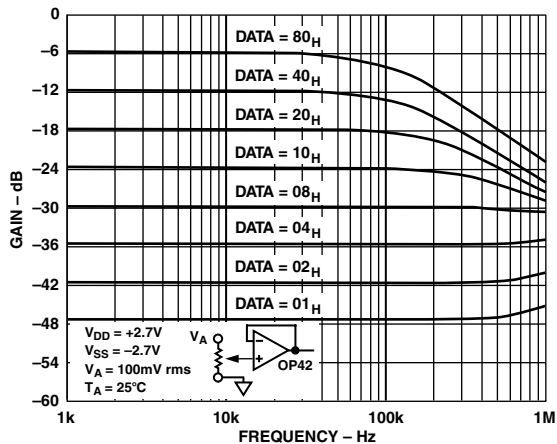 0
–6
–12
–18
–24
–30
–36
–42
–48
–54
–60
GAIN – dB
DATA = 80H
DATA = 40H
DATA = 20H
DATA = 10H
DATA = 08H
DATA = 04H
DATA = 02H
DATA = 01H
VDD = +2.7V
VSS = –2.7V
VA = 100mV rms
TA = 25°C
VA
–
+
OP42
1k
10k
100k
1M
FREQUENCY – Hz